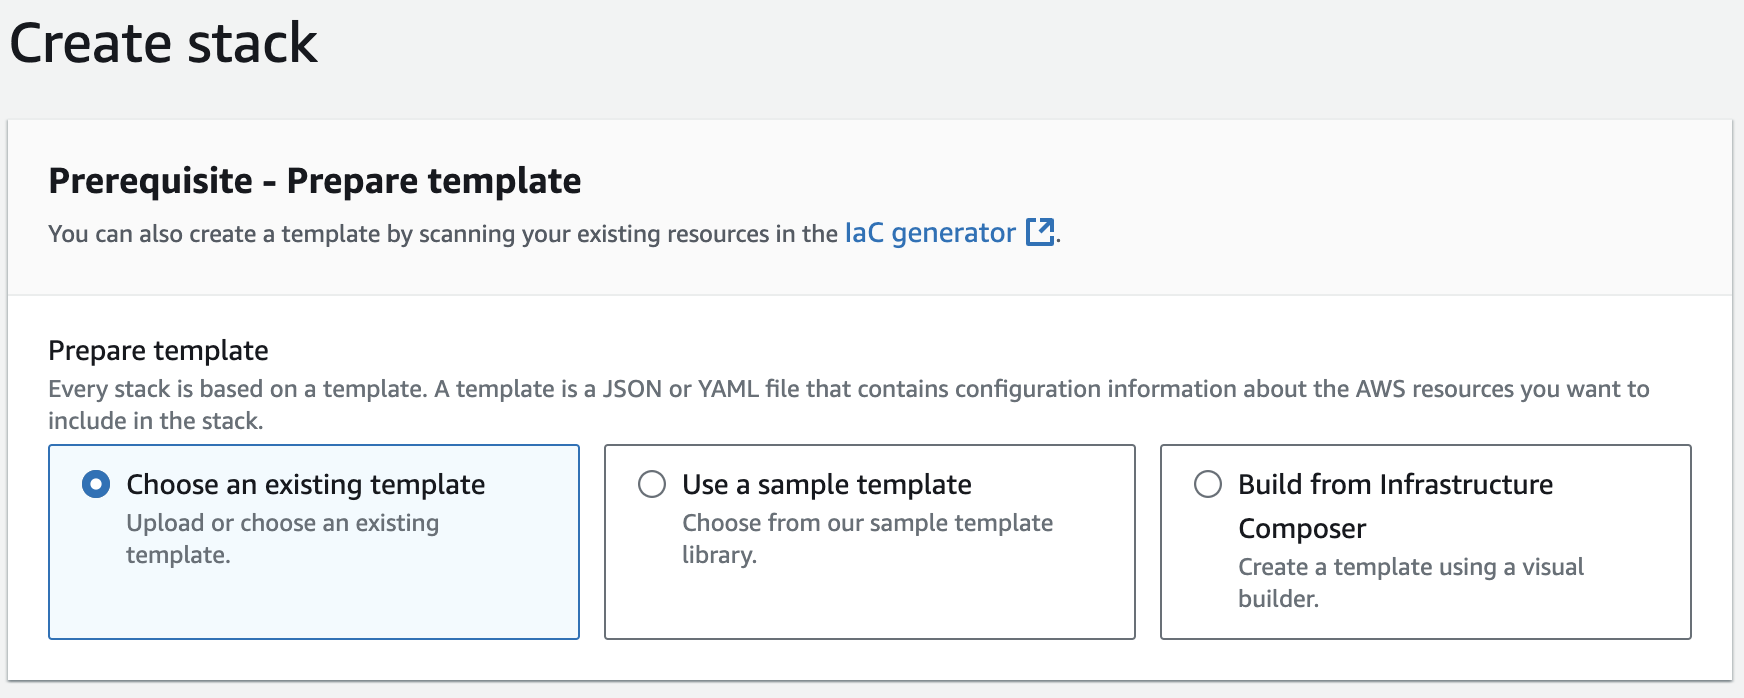 Create stack
Prerequisite - Prepare template
You can also create a template by scanning your existing resources in the IaC generator.
Prepare template
Every stack is based on a template. A template is a JSON or YAML file that contains configuration information about the AWS resources you want to
include in the stack.
Choose an existing template
Upload or choose an existing
template.
Use a sample template
Choose from our sample template
library.
Build from Infrastructure
Composer
Create a template using a visual
builder.